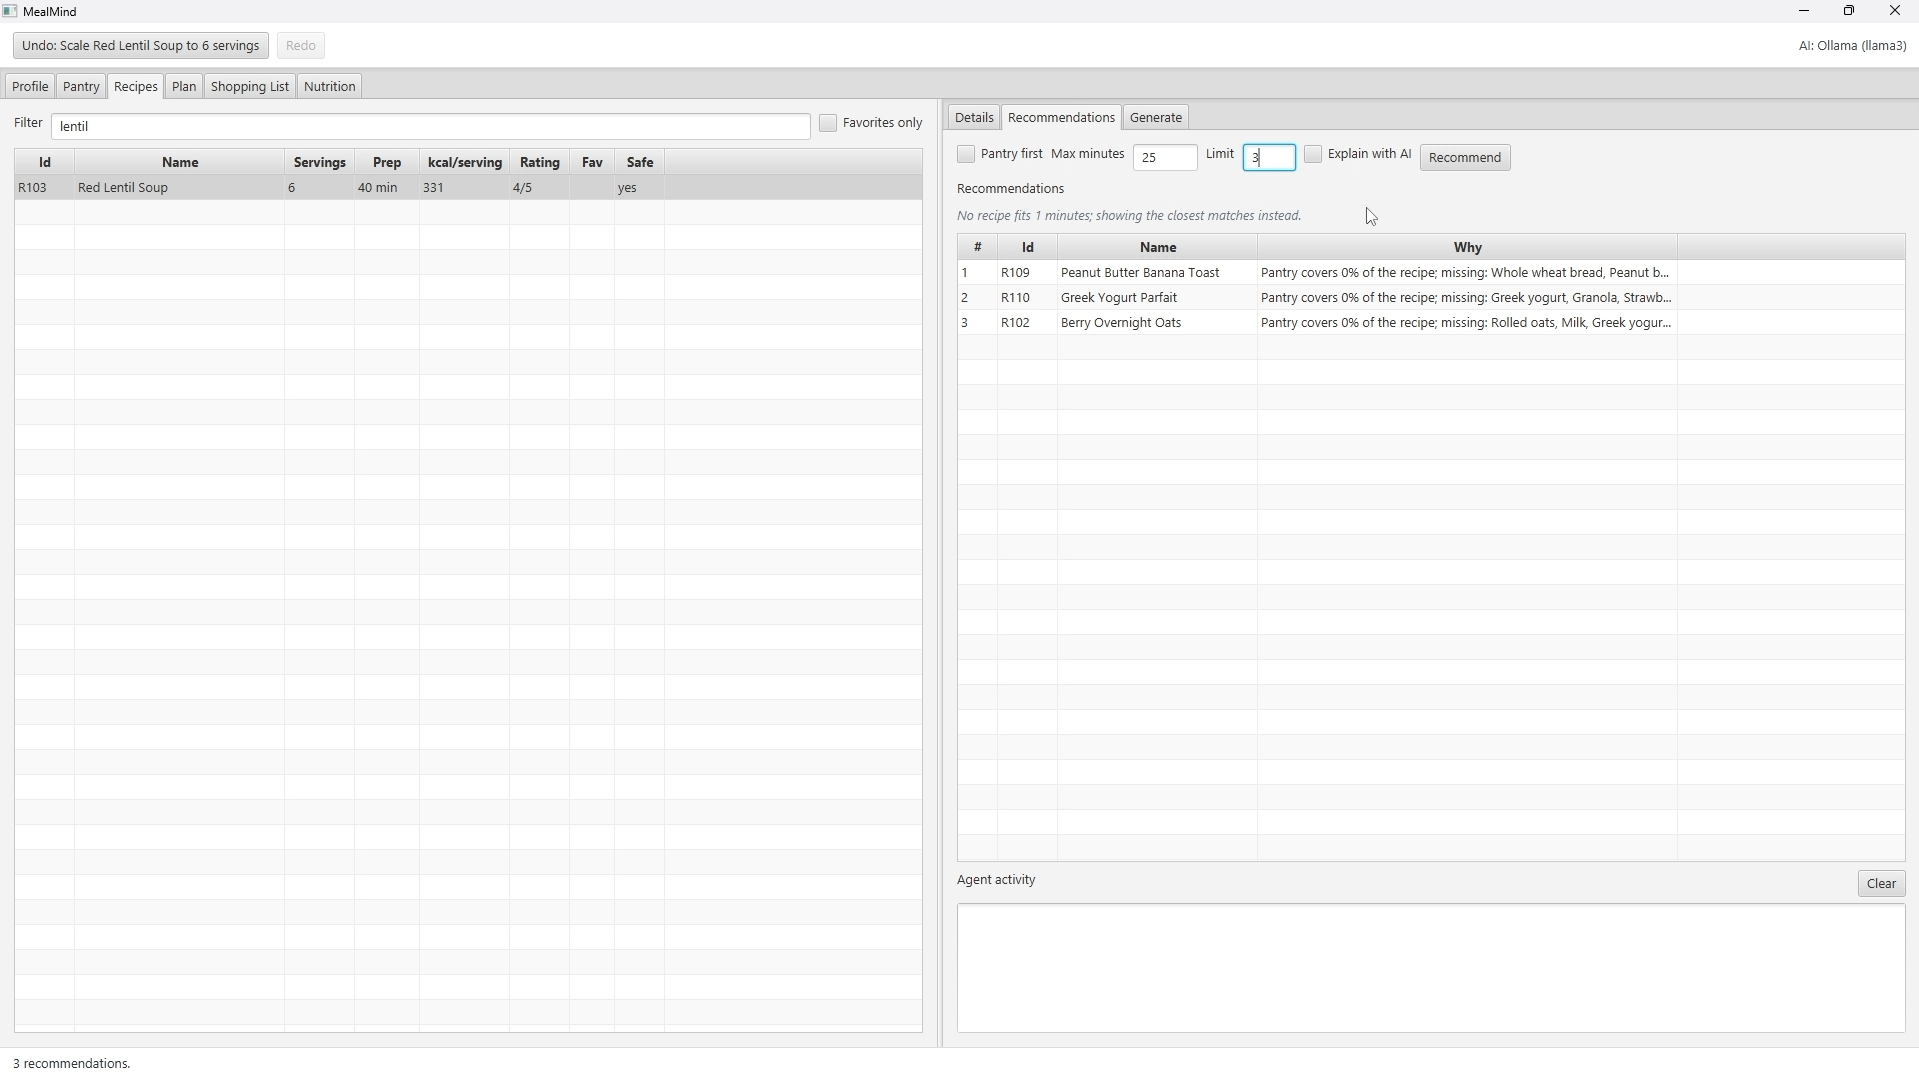 MealMind
Undo: Scale Red Lentil Soup to 6 servings Redo AI: Ollama (llama3)
Profile Pantry Recipes Plan Shopping List Nutrition
Filter lentil Favorites only
Id Name Servings Prep kcal/serving Rating Fav Safe
R103 Red Lentil Soup 6 40 min 331 4/5 yes
Details Recommendations Generate
Pantry first Max minutes 25 Limit 3 Explain with AI Recommend
Recommendations
No recipe fits 1 minutes; showing the closest matches instead.
# Id Name Why
1 R109 Peanut Butter Banana Toast Pantry covers 0% of the recipe; missing: Whole wheat bread, Peanut b...
2 R110 Greek Yogurt Parfait Pantry covers 0% of the recipe; missing: Greek yogurt, Granola, Strawb...
3 R102 Berry Overnight Oats Pantry covers 0% of the recipe; missing: Rolled oats, Milk, Greek yogur...
Agent activity Clear
3 recommendations.